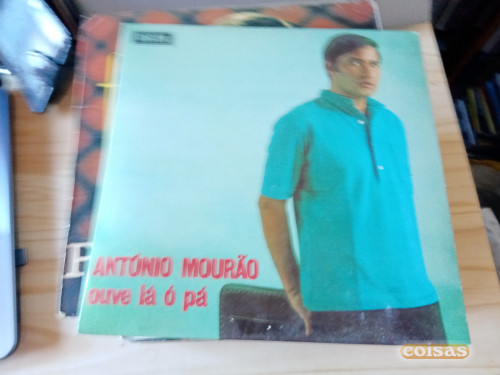 ANTÓNIO MOURÃO
ouve lá ó pá
coisas